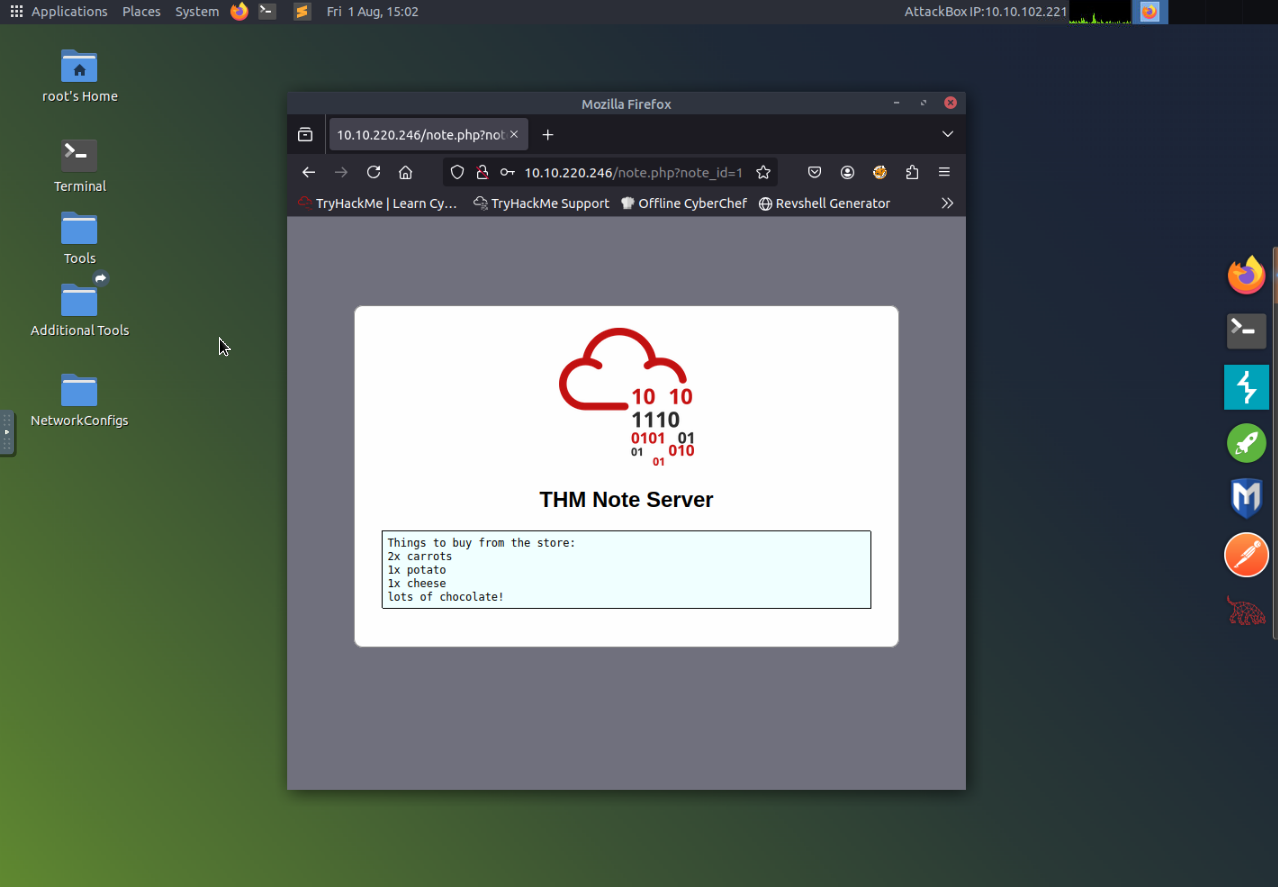 Applications Places System Fri 1 Aug, 15:02 AttackBox IP:10.10.102.221
root's Home
Terminal
Tools
Additional Tools
NetworkConfigs
Mozilla Firefox
10.10.220.246/note.php?not
10.10.220.246/note.php?note_id=1
TryHackMe | Learn Cy... TryHackMe Support Offline CyberChef Revshell Generator
10 10
1110
0101 01
01 010
01
THM Note Server
Things to buy from the store:
2x carrots
1x potato
1x cheese
lots of chocolate!